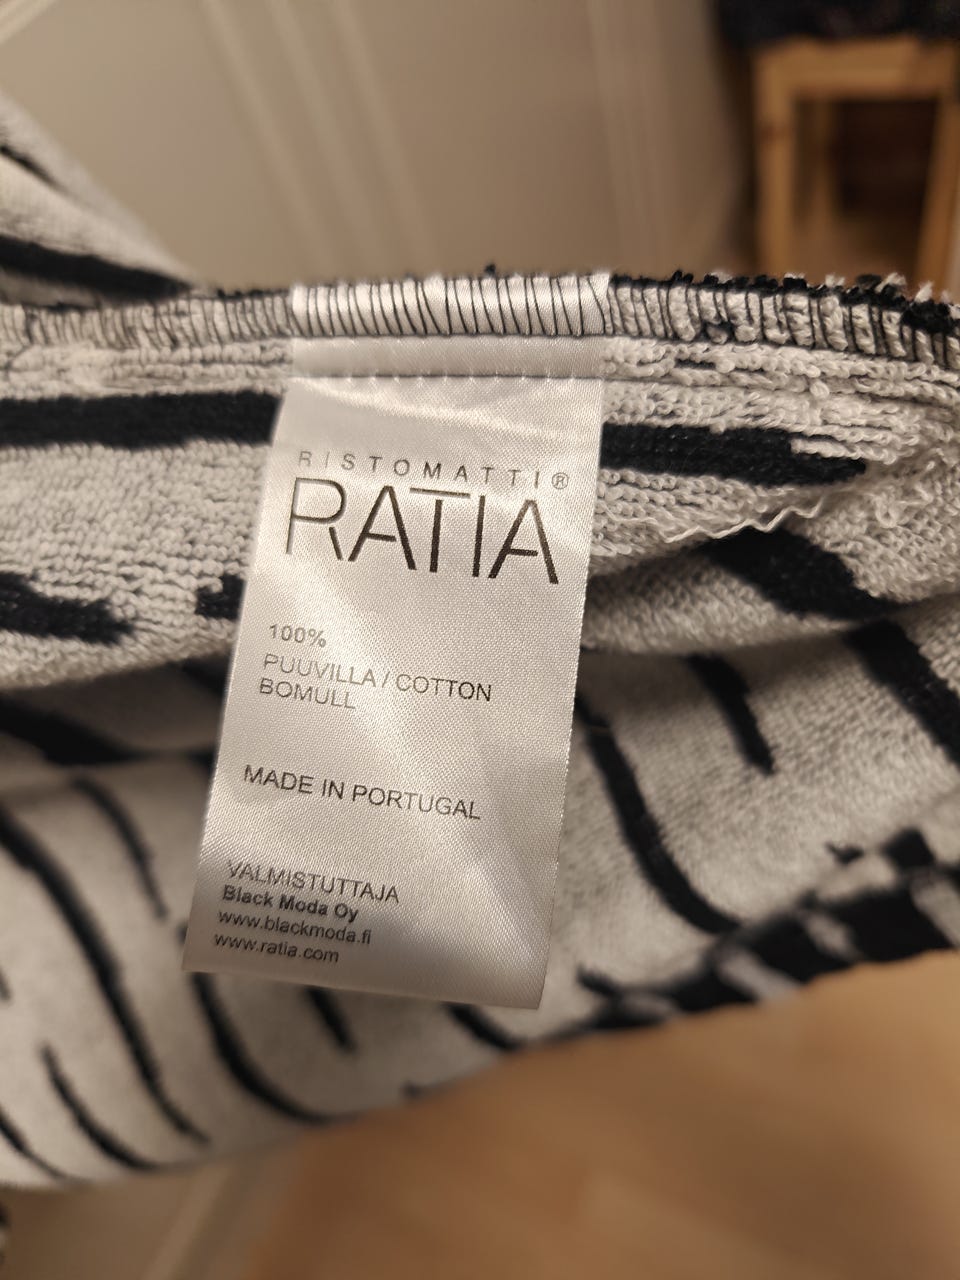 RISTOMATTI®
RATIA
100%
PUUVILLA / COTTON
BOMULL
MADE IN PORTUGAL
VALMISTUTTAJA
Black Moda Oy
www.blackmoda.fi
www.ratia.com